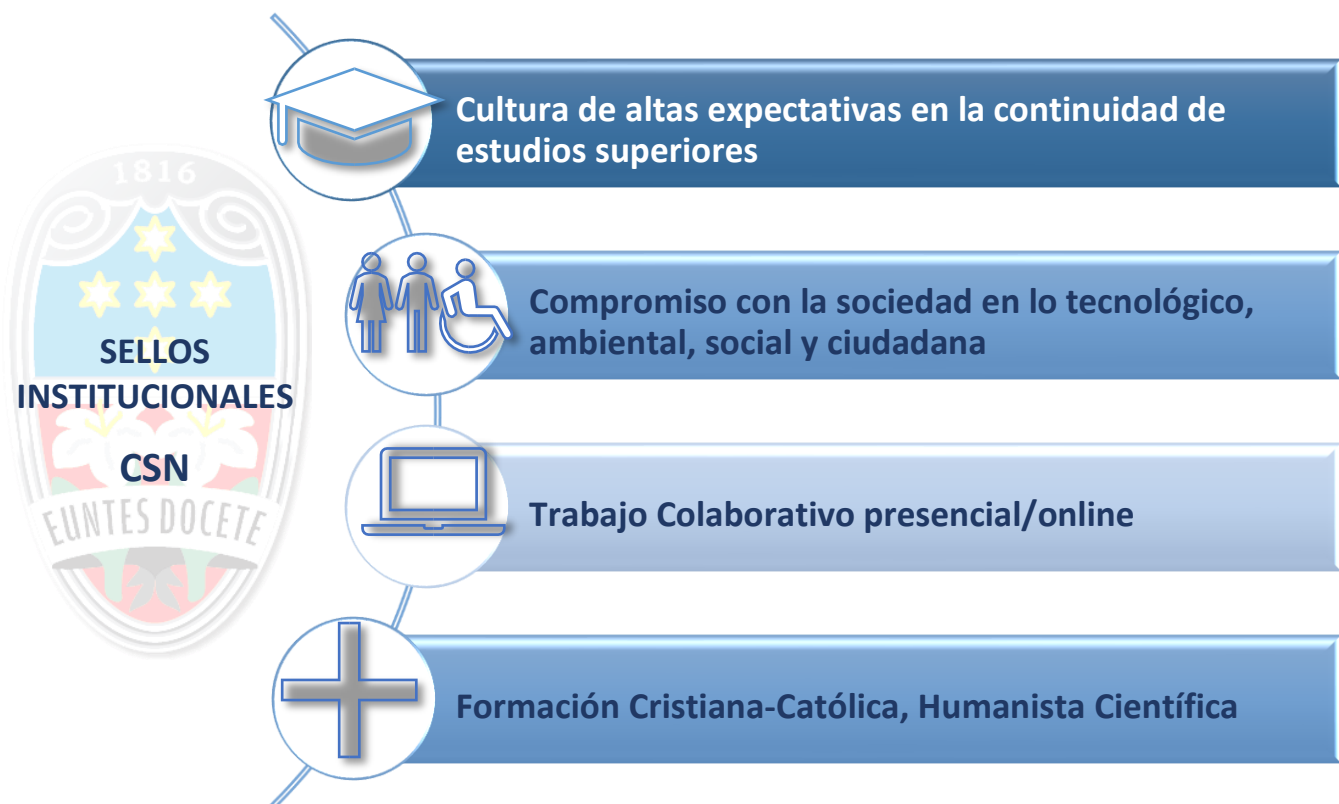 1816
SELLOS
INSTITUCIONALES
CSN
EUNTES DOCETE
Cultura de altas expectativas en la continuidad de
estudios superiores
Compromiso con la sociedad en lo tecnológico,
ambiental, social y ciudadana
Trabajo Colaborativo presencial/online
Formación Cristiana-Católica, Humanista Científica